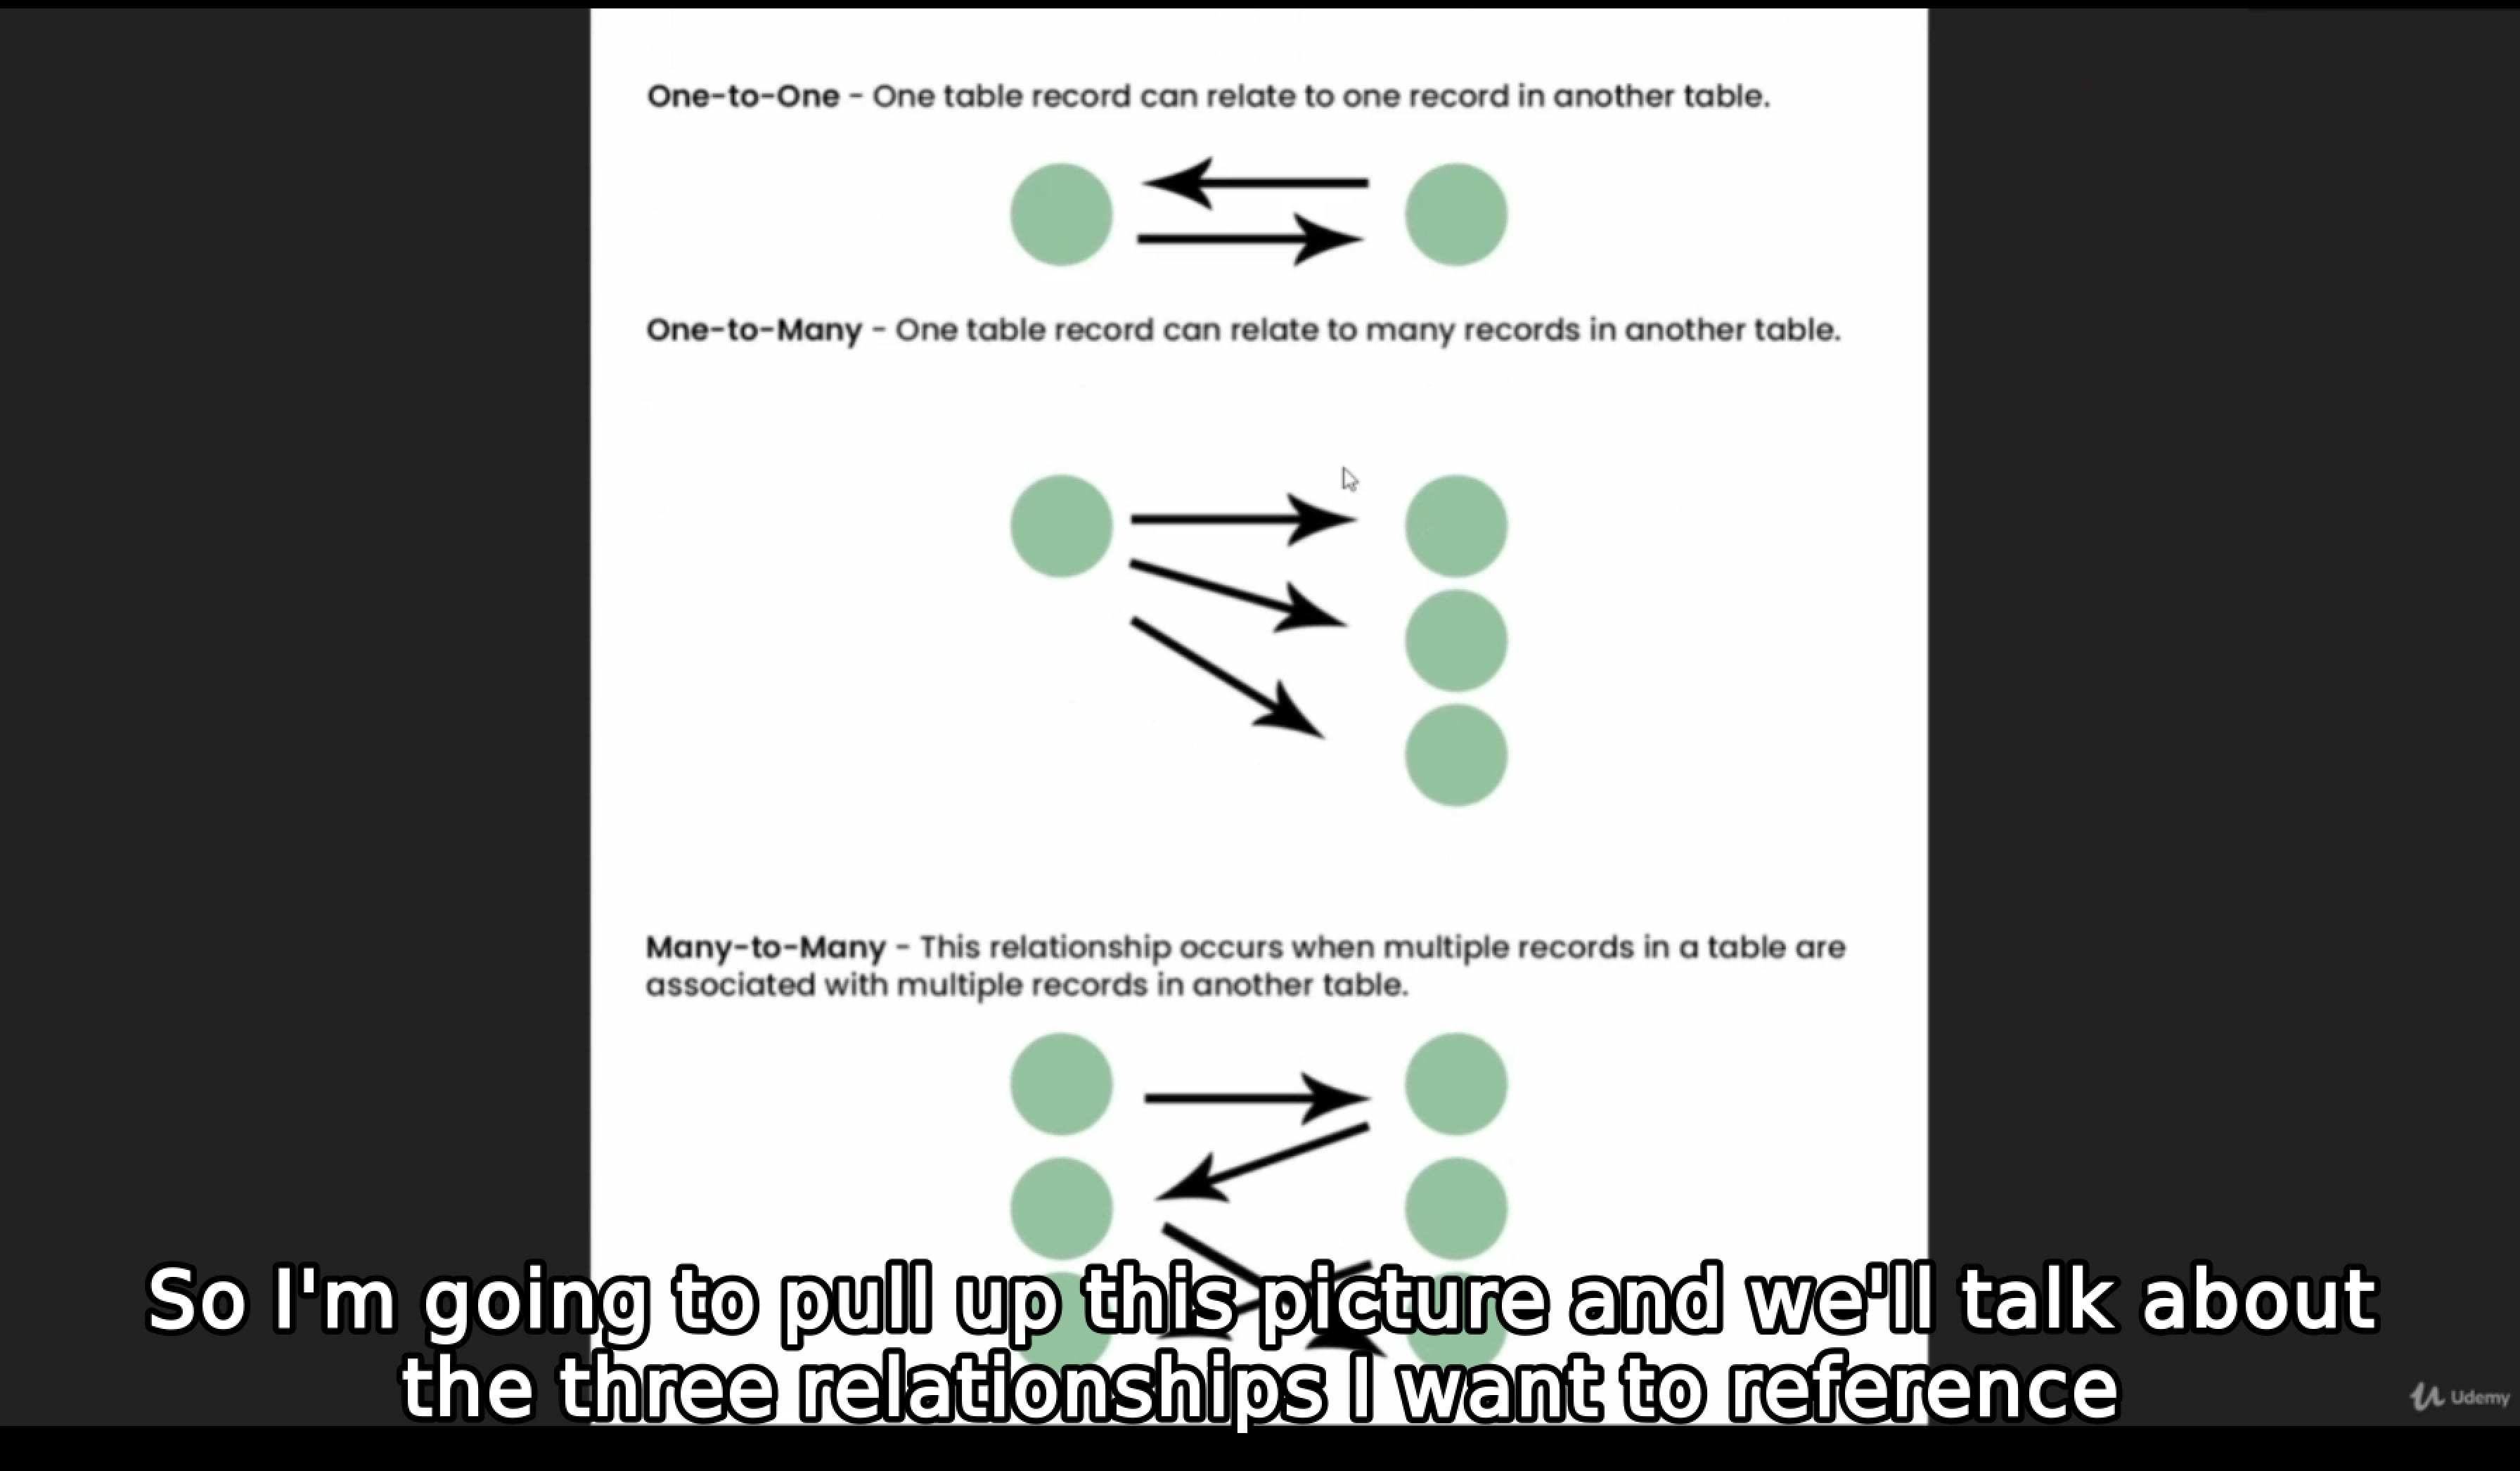 One-to-One - One table record can relate to one record in another table.
One-to-Many - One table record can relate to many records in another table.
Many-to-Many - This relationship occurs when multiple records in a table are
associated with multiple records in another table.
So I'm going to pull up this picture and we'll talk about
the three relationships I want to reference
Udemy